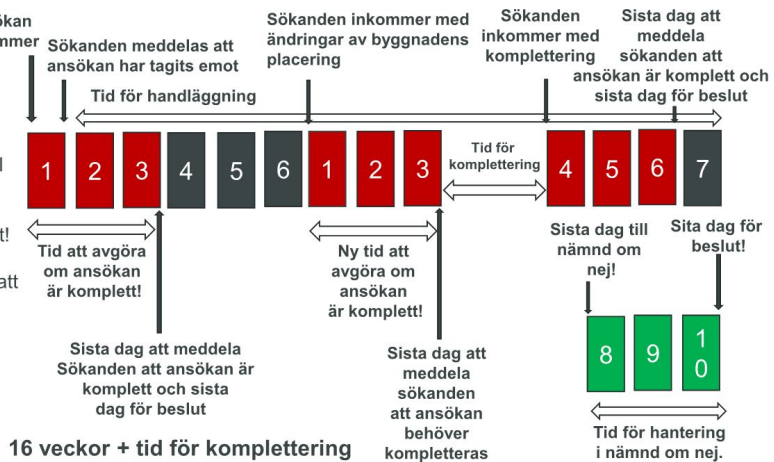 ökan
mmer
Sökanden meddelas att
ansökan har tagits emot
Sökanden inkommer med
ändringar av byggnadens
placering
Sökanden
inkommer med
komplettering
Sista dag att
meddela
sökanden att
ansökan är komplett och
sista dag för beslut
Tid för handläggning
1 2 3 4 5 6 1 2 3
Tid för
komplettering
4 5 6 7
l
t!
att
Tid att avgöra
om ansökan
är komplett!
Ny tid att
avgöra om
ansökan
är komplett!
Sista dag till
nämnd om
nej!
Sita dag för
beslut!
Sista dag att meddela
Sökanden att ansökan är
komplett och sista
dag för beslut
Sista dag att
meddela
sökanden
att ansökan
behöver
kompletteras
8 9 10
Tid för hantering
i nämnd om nej.
16 veckor + tid för komplettering